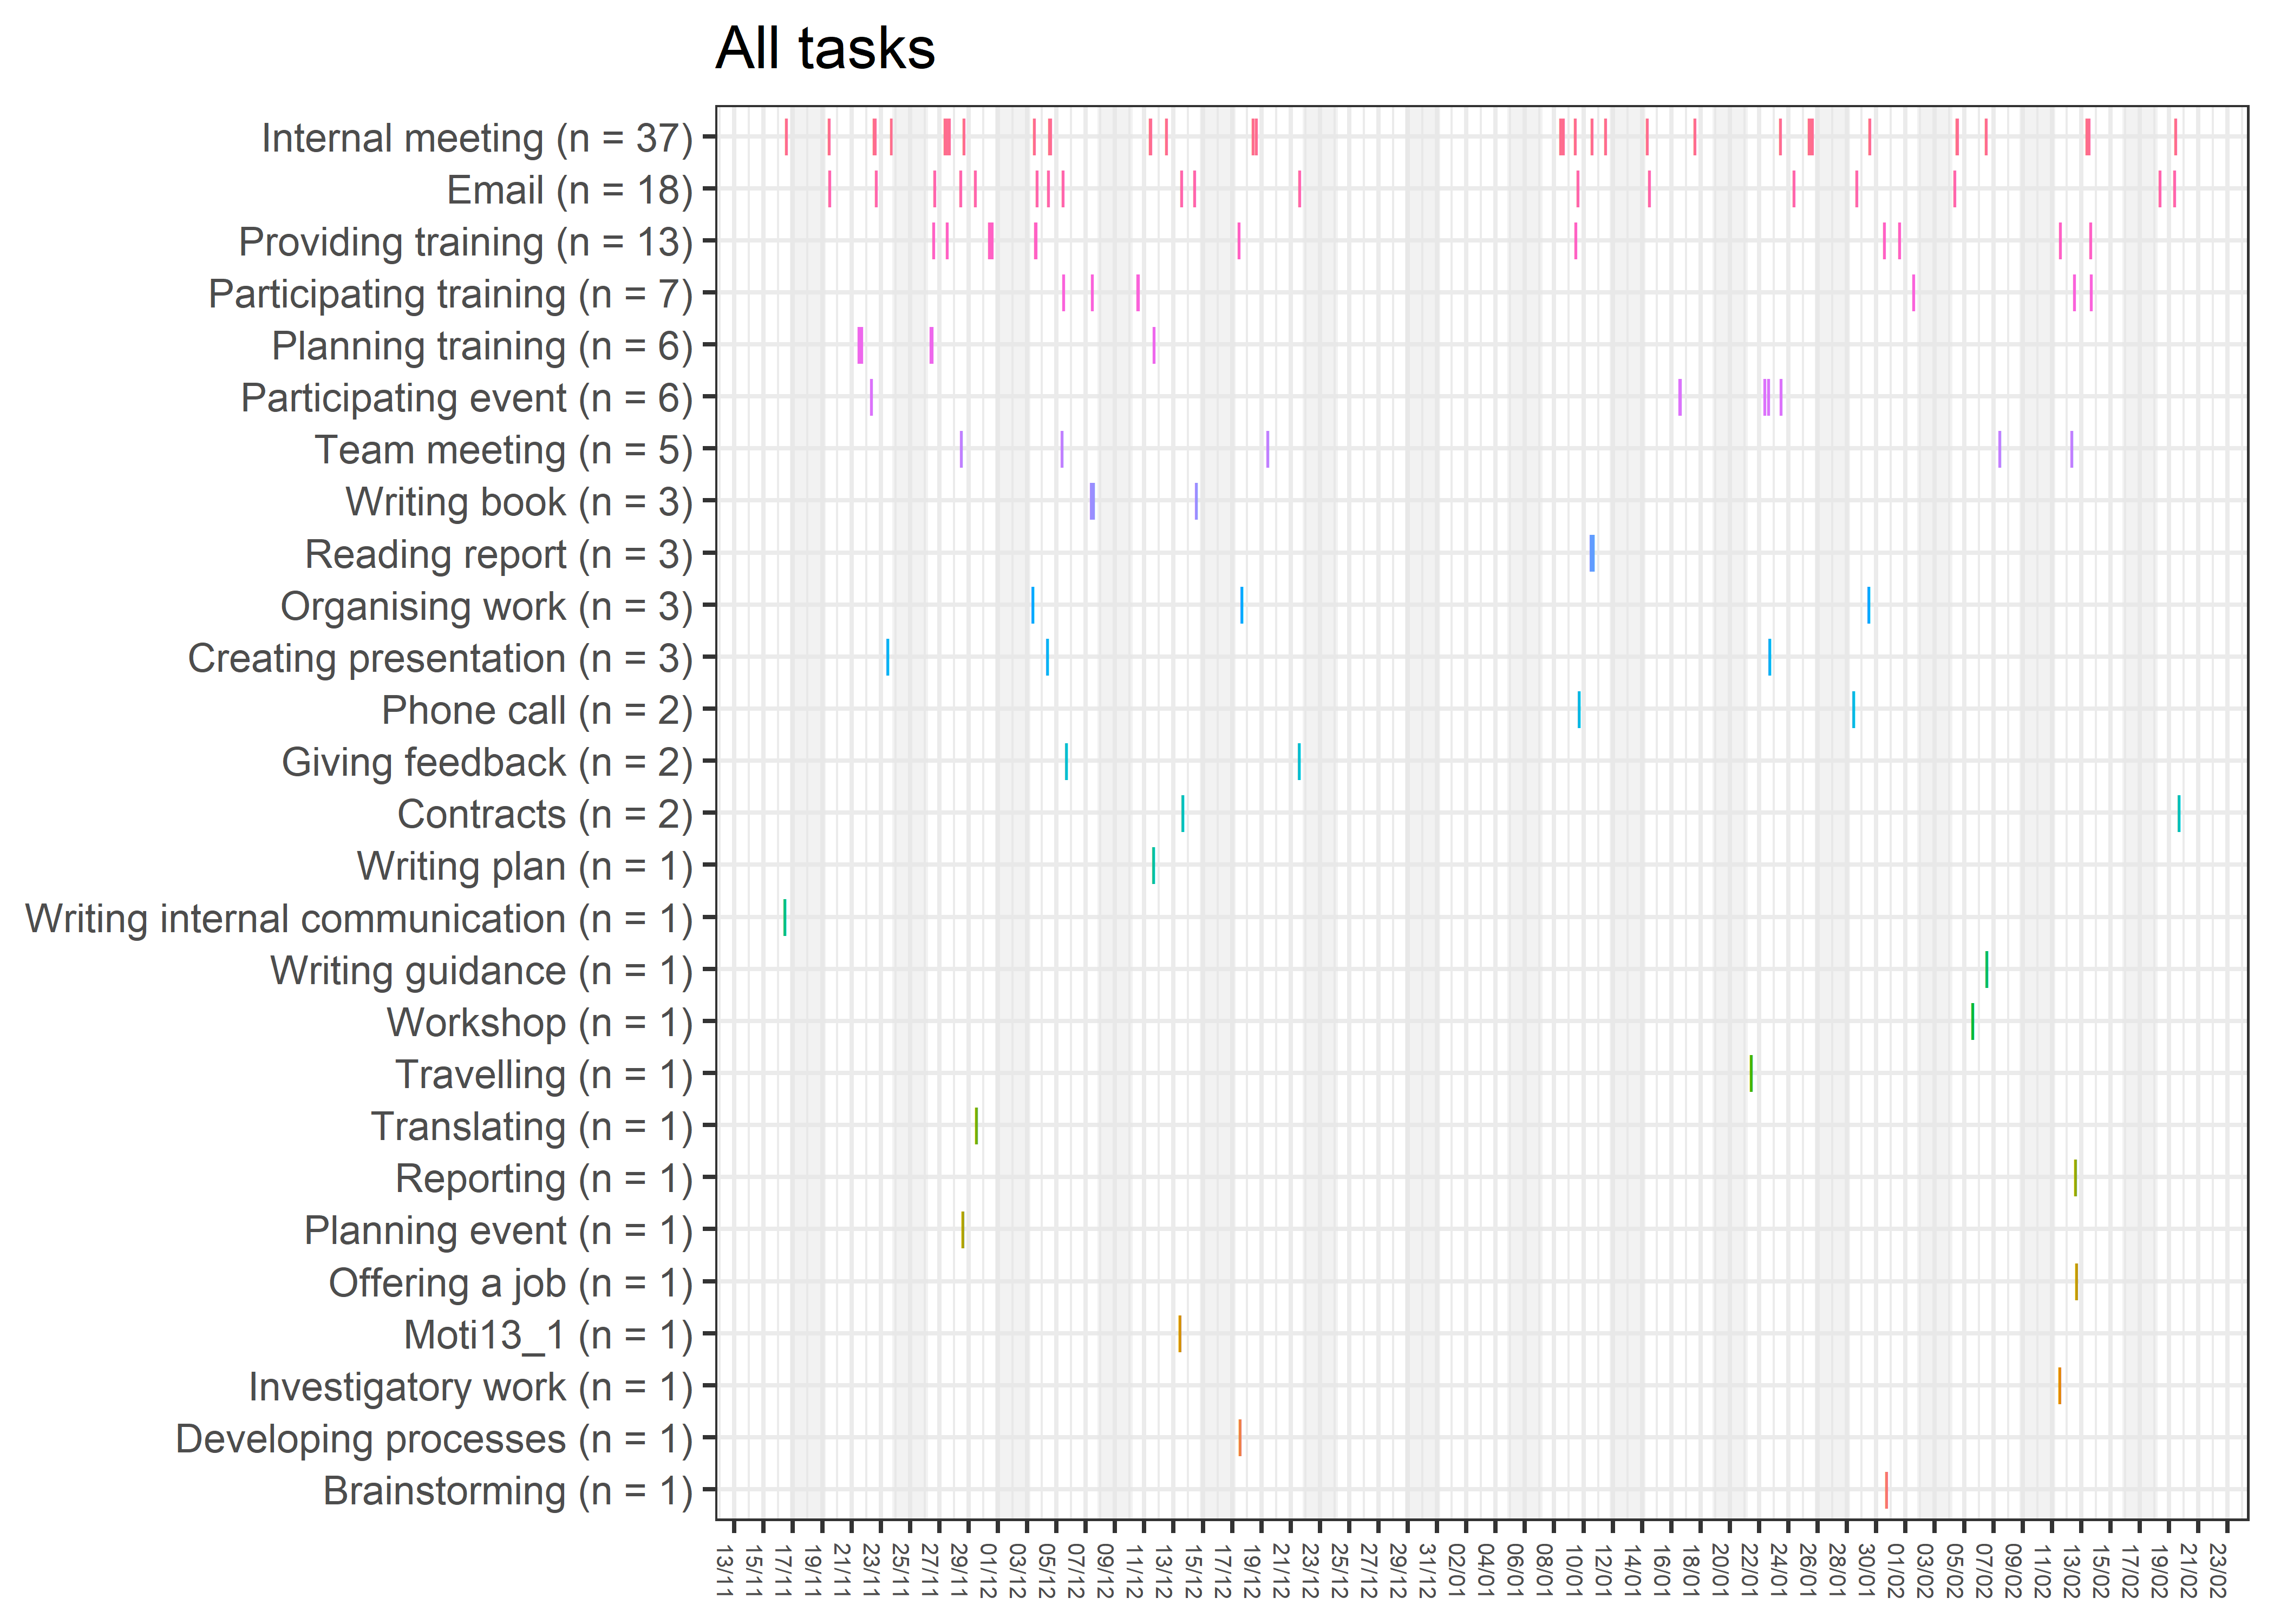 All tasks
Internal meeting (n = 37)
Email (n = 18)
Providing training (n = 13)
Participating training (n = 7)
Planning training (n = 6)
Participating event (n = 6)
Team meeting (n = 5)
Writing book (n = 3)
Reading report (n = 3)
Organising work (n = 3)
Creating presentation (n = 3)
Phone call (n = 2)
Giving feedback (n = 2)
Contracts (n = 2)
Writing plan (n = 1)
Writing internal communication (n = 1)
Writing guidance (n = 1)
Workshop (n = 1)
Travelling (n = 1)
Translating (n = 1)
Reporting (n = 1)
Planning event (n = 1)
Offering a job (n = 1)
Moti13_1 (n = 1)
Investigatory work (n = 1)
Developing processes (n = 1)
Brainstorming (n = 1)
13/11
15/11
17/11
19/11
21/11
23/11
25/11
27/11
29/11
01/12
03/12
05/12
07/12
09/12
11/12
13/12
15/12
17/12
19/12
21/12
23/12
25/12
27/12
29/12
31/12
02/01
04/01
06/01
08/01
10/01
12/01
14/01
16/01
18/01
20/01
22/01
24/01
26/01
28/01
30/01
01/02
03/02
05/02
07/02
09/02
11/02
13/02
15/02
17/02
19/02
21/02
23/02